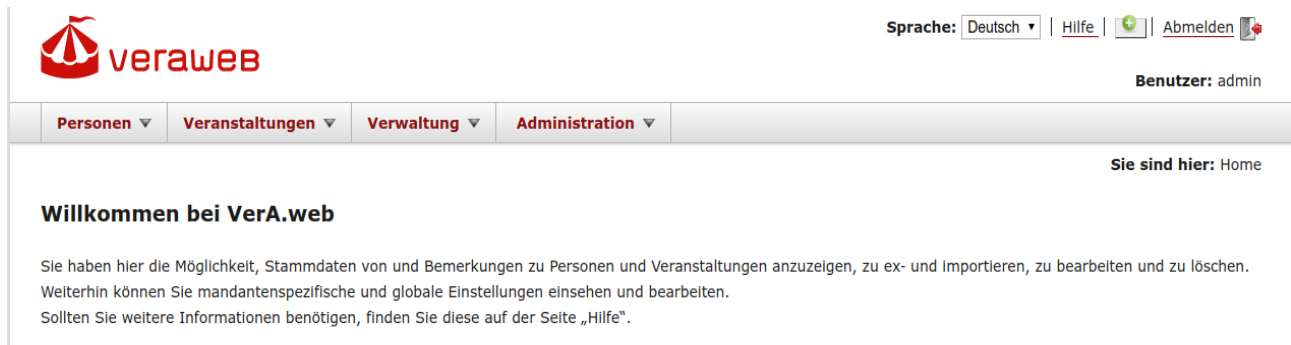 veraweb
Sprache: Deutsch | Hilfe | | Abmelden
Benutzer: admin
Personen Veranstaltungen Verwaltung Administration
Sie sind hier: Home
Willkommen bei VerA.web
Sie haben hier die Möglichkeit, Stammdaten von und Bemerkungen zu Personen und Veranstaltungen anzuzeigen, zu ex- und importieren, zu bearbeiten und zu löschen.
Weiterhin können Sie mandantenspezifische und globale Einstellungen einsehen und bearbeiten.
Sollten Sie weitere Informationen benötigen, finden Sie diese auf der Seite „Hilfe".